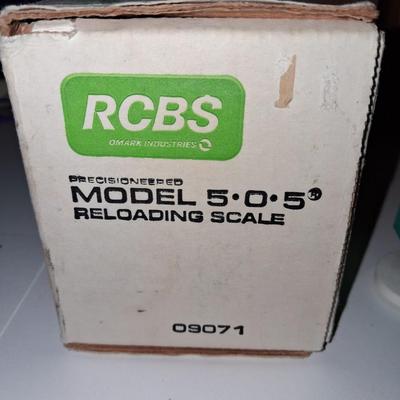 RCBS
OMARK INDUSTRIES
PRECISIONEERED
MODEL 5•0•5®
RELOADING SCALE
09071